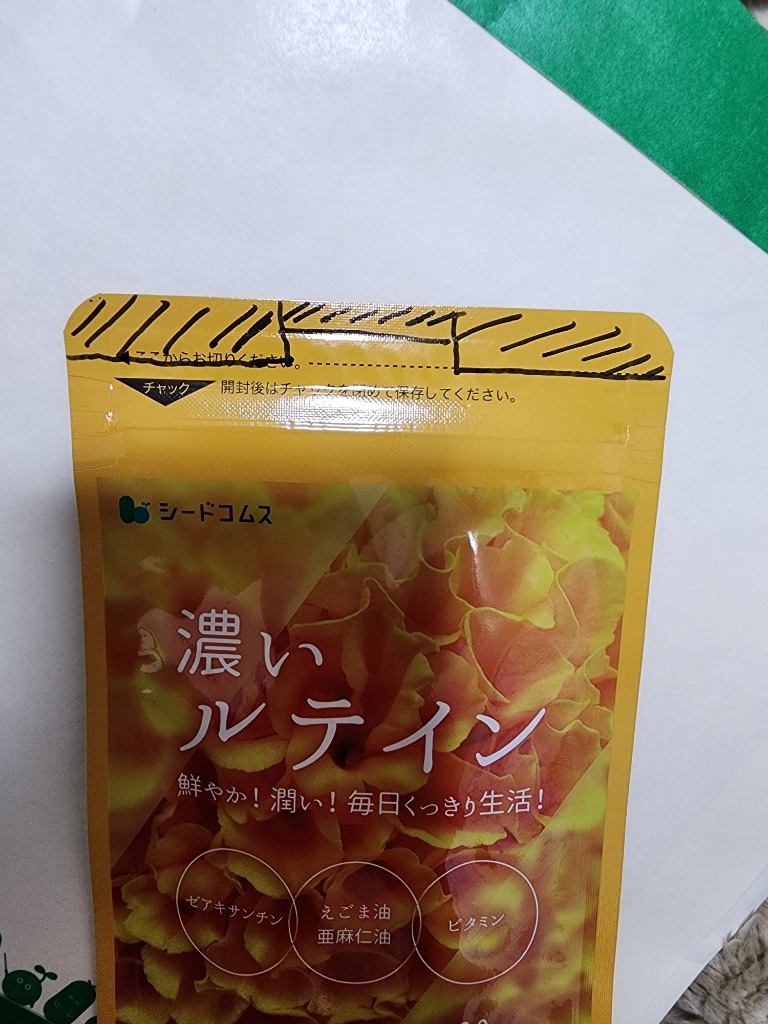 ここからお切りください。
チャック
開封後はチャックを閉めて保存してください。
シードコムス
濃い
ルテイン
鮮やか！潤い！毎日くっきり生活！
ゼアキサンチン
えごま油
亜麻仁油
ビタミン